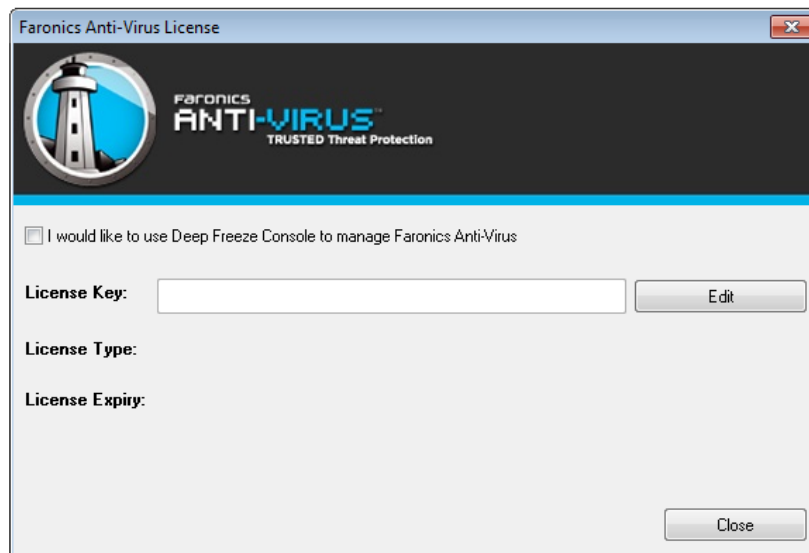 Faronics Anti-Virus License
FARONICS
ANTI-VIRUS™
TRUSTED Threat Protection
I would like to use Deep Freeze Console to manage Faronics Anti-Virus
License Key:
Edit
License Type:
License Expiry:
Close